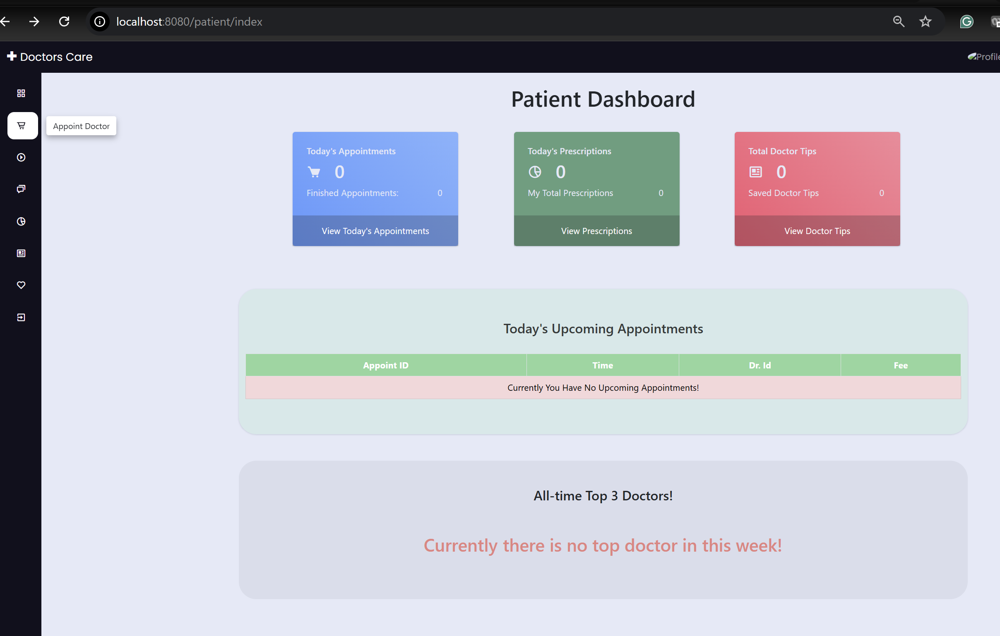 localhost:8080/patient/index
Doctors Care
Profile
Patient Dashboard
Appoint Doctor
Today's Appointments
0
Finished Appointments: 0
View Today's Appointments
Today's Prescriptions
0
My Total Prescriptions 0
View Prescriptions
Total Doctor Tips
0
Saved Doctor Tips 0
View Doctor Tips
Today's Upcoming Appointments
Appoint ID Time Dr. Id Fee
Currently You Have No Upcoming Appointments!
All-time Top 3 Doctors!
Currently there is no top doctor in this week!